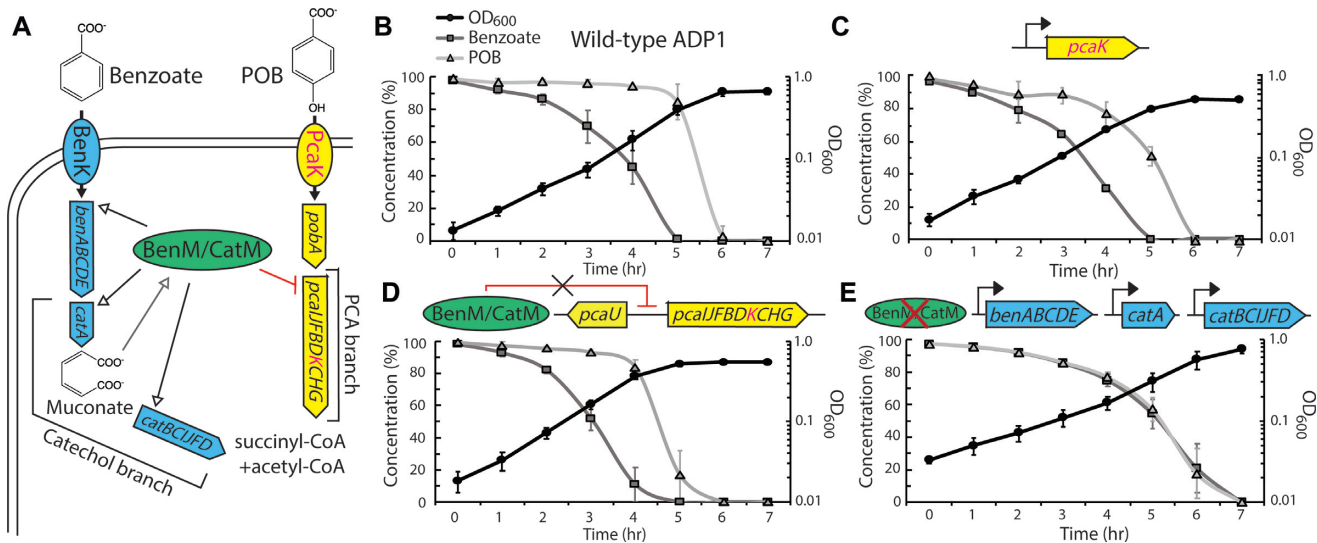 A
COO⁻
Benzoate
POB
COO⁻
OH
BenK
PcaK
benABCDE
pobA
BenM/CatM
catA
pcaIJFBDKCHG
PCA branch
COO⁻
COO⁻
Muconate
catBCIJFD
Catechol branch
succinyl-CoA
+acetyl-CoA
B
OD600
Benzoate
POB
Wild-type ADP1
Concentration (%)
100
80
60
40
20
0
1.0
0.1
0.01
OD600
0 1 2 3 4 5 6 7
Time (hr)
C
pcaK
Concentration (%)
100
80
60
40
20
0
1.0
0.1
0.01
OD600
0 1 2 3 4 5 6 7
Time (hr)
D
BenM/CatM
pcaU
pcaIJFBDKCHG
Concentration (%)
100
80
60
40
20
0
1.0
0.1
0.01
OD600
0 1 2 3 4 5 6 7
Time (hr)
E
BenM/CatM
benABCDE
catA
catBCIJFD
Concentration (%)
100
80
60
40
20
0
1.0
0.1
0.01
OD600
0 1 2 3 4 5 6 7
Time (hr)